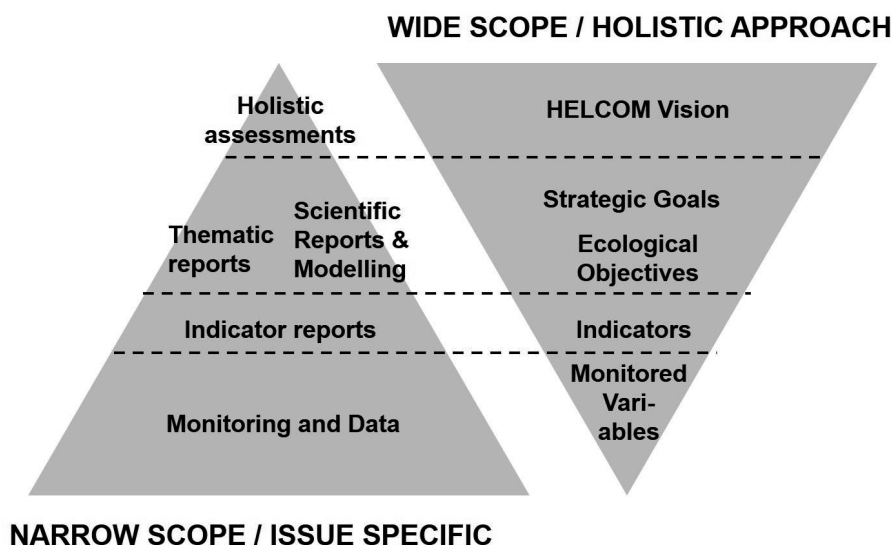 WIDE SCOPE / HOLISTIC APPROACH
Holistic
assessments
HELCOM Vision
Thematic
reports
Scientific
Reports &
Modelling
Strategic Goals
Ecological
Objectives
Indicator reports
Indicators
Monitoring and Data
Monitored
Vari-
ables
NARROW SCOPE / ISSUE SPECIFIC